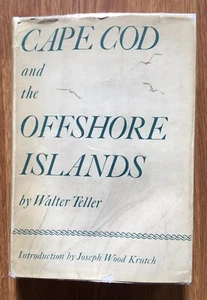 CAPE COD
and
the
OFFSHORE
ISLANDS
by Walter Teller
Introduction by Joseph Wood Krutch